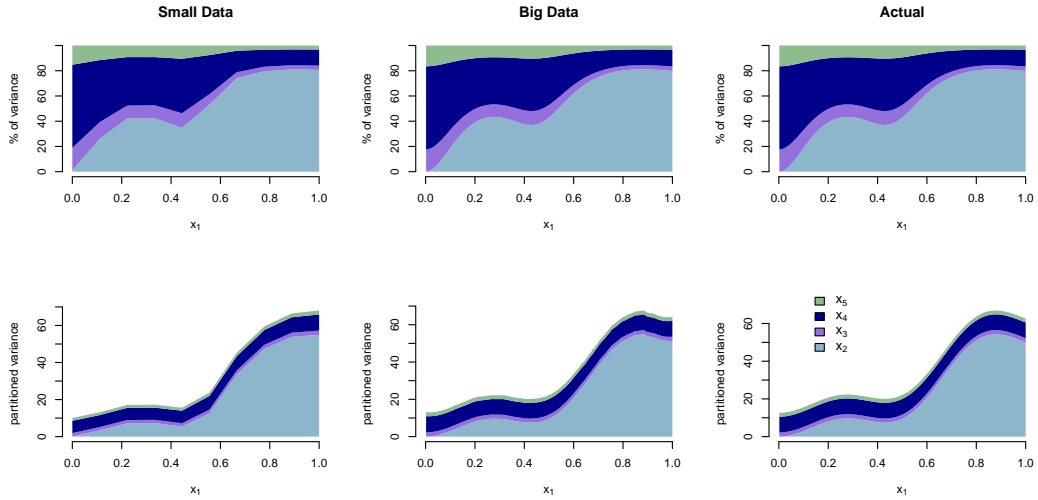 Small Data
Big Data
Actual
% of variance
0 20 40 60 80
0.0 0.2 0.4 0.6 0.8 1.0
x1
% of variance
0 20 40 60 80
0.0 0.2 0.4 0.6 0.8 1.0
x1
% of variance
0 20 40 60 80
0.0 0.2 0.4 0.6 0.8 1.0
x1
partitioned variance
0 20 40 60
0.0 0.2 0.4 0.6 0.8 1.0
x1
partitioned variance
0 20 40 60
0.0 0.2 0.4 0.6 0.8 1.0
x1
partitioned variance
0 20 40 60
x5
x4
x3
x2
0.0 0.2 0.4 0.6 0.8 1.0
x1